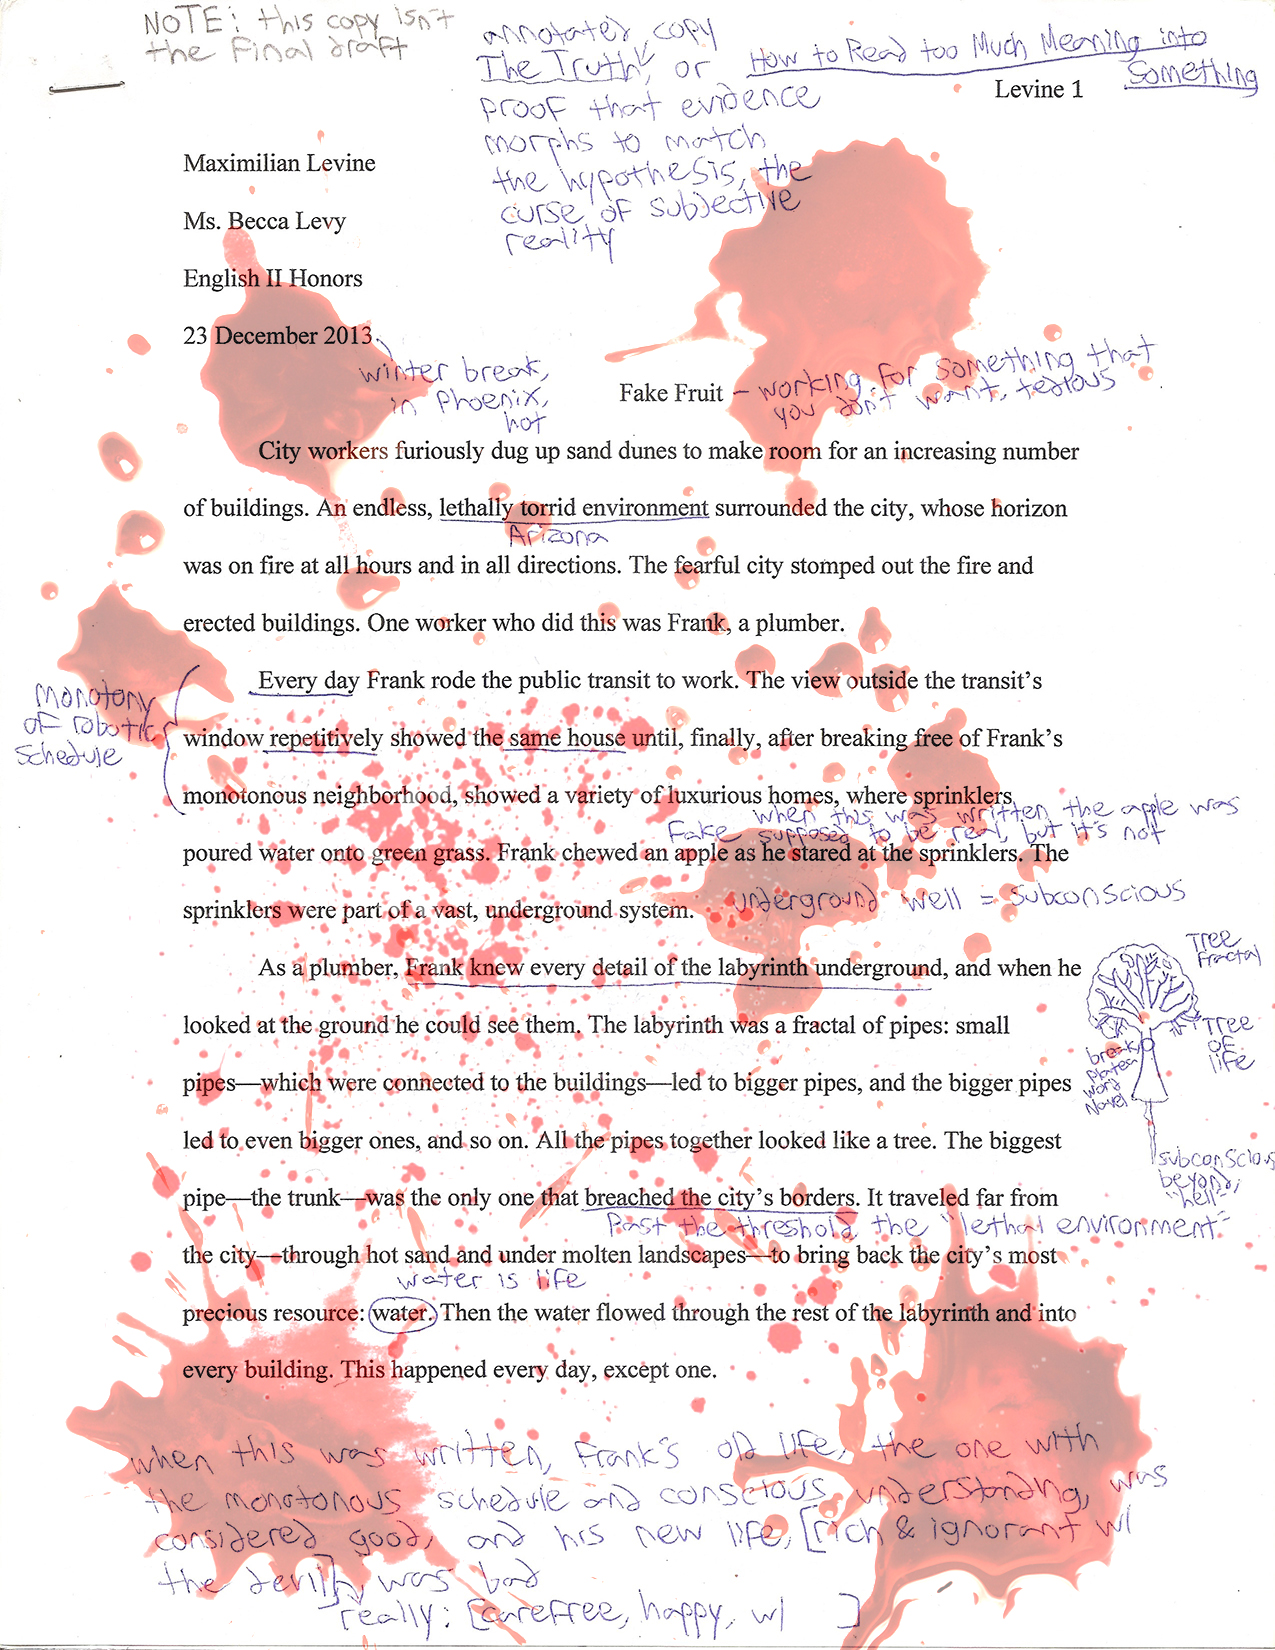 NOTE: this copy isn't
the final draft
annotated copy
The Truth, or How to Read too Much Meaning into
Something
proof that evidence
morphs to match
the hypothesis, the
curse of subjective
reality
Levine 1
Maximilian Levine
Ms. Becca Levy
English II Honors
23 December 2013
winter break,
in Phoenix,
hot
Fake Fruit – working for something that
you don't want, tedious
City workers furiously dug up sand dunes to make room for an increasing number
of buildings. An endless, lethally torrid environment surrounded the city, whose horizon
Arizona
was on fire at all hours and in all directions. The fearful city stomped out the fire and
erected buildings. One worker who did this was Frank, a plumber.
Monotony
of robotic
schedule
Every day Frank rode the public transit to work. The view outside the transit's
window repetitively showed the same house until, finally, after breaking free of Frank's
monotonous neighborhood, showed a variety of luxurious homes, where sprinklers
when this was written the apple was
Fake supposed to be real, but it's not
poured water onto green grass. Frank chewed an apple as he stared at the sprinklers. The
sprinklers were part of a vast, underground system.
underground well = subconscious
As a plumber, Frank knew every detail of the labyrinth underground, and when he
looked at the ground he could see them. The labyrinth was a fractal of pipes: small
pipes—which were connected to the buildings—led to bigger pipes, and the bigger pipes
led to even bigger ones, and so on. All the pipes together looked like a tree. The biggest
pipe—the trunk—was the only one that breached the city's borders. It traveled far from
Past the threshold, the "lethal environment"
the city—through hot sand and under molten landscapes—to bring back the city's most
water is life
precious resource: water. Then the water flowed through the rest of the labyrinth and into
every building. This happened every day, except one.
Tree
fractal
Tree
of
life
word
Novel
subconscious
beyond,
"hell"
when this was written, Frank's old life, the one with
the monotonous schedule and conscious understanding, was
considered good, and his new life, [rich & ignorant w/
the devil], was bad
really: [carefree, happy, w/ ]